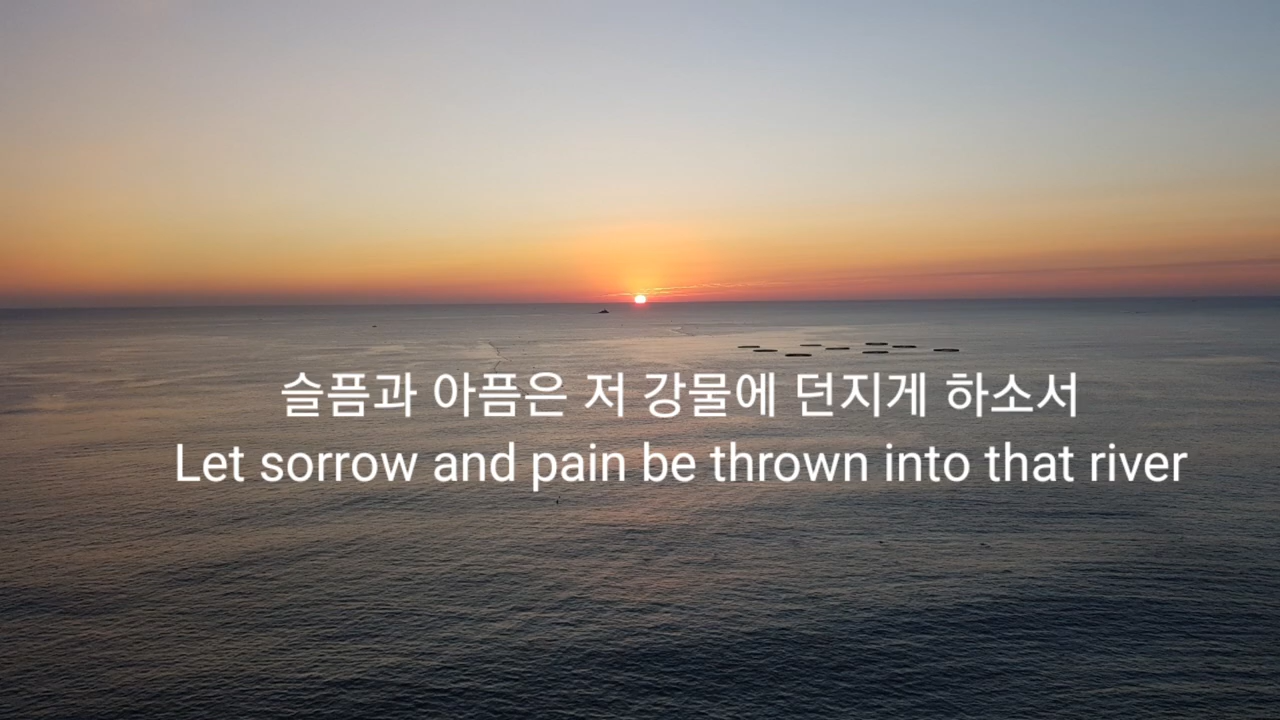 슬픔과 아픔은 저 강물에 던지게 하소서
Let sorrow and pain be thrown into that river